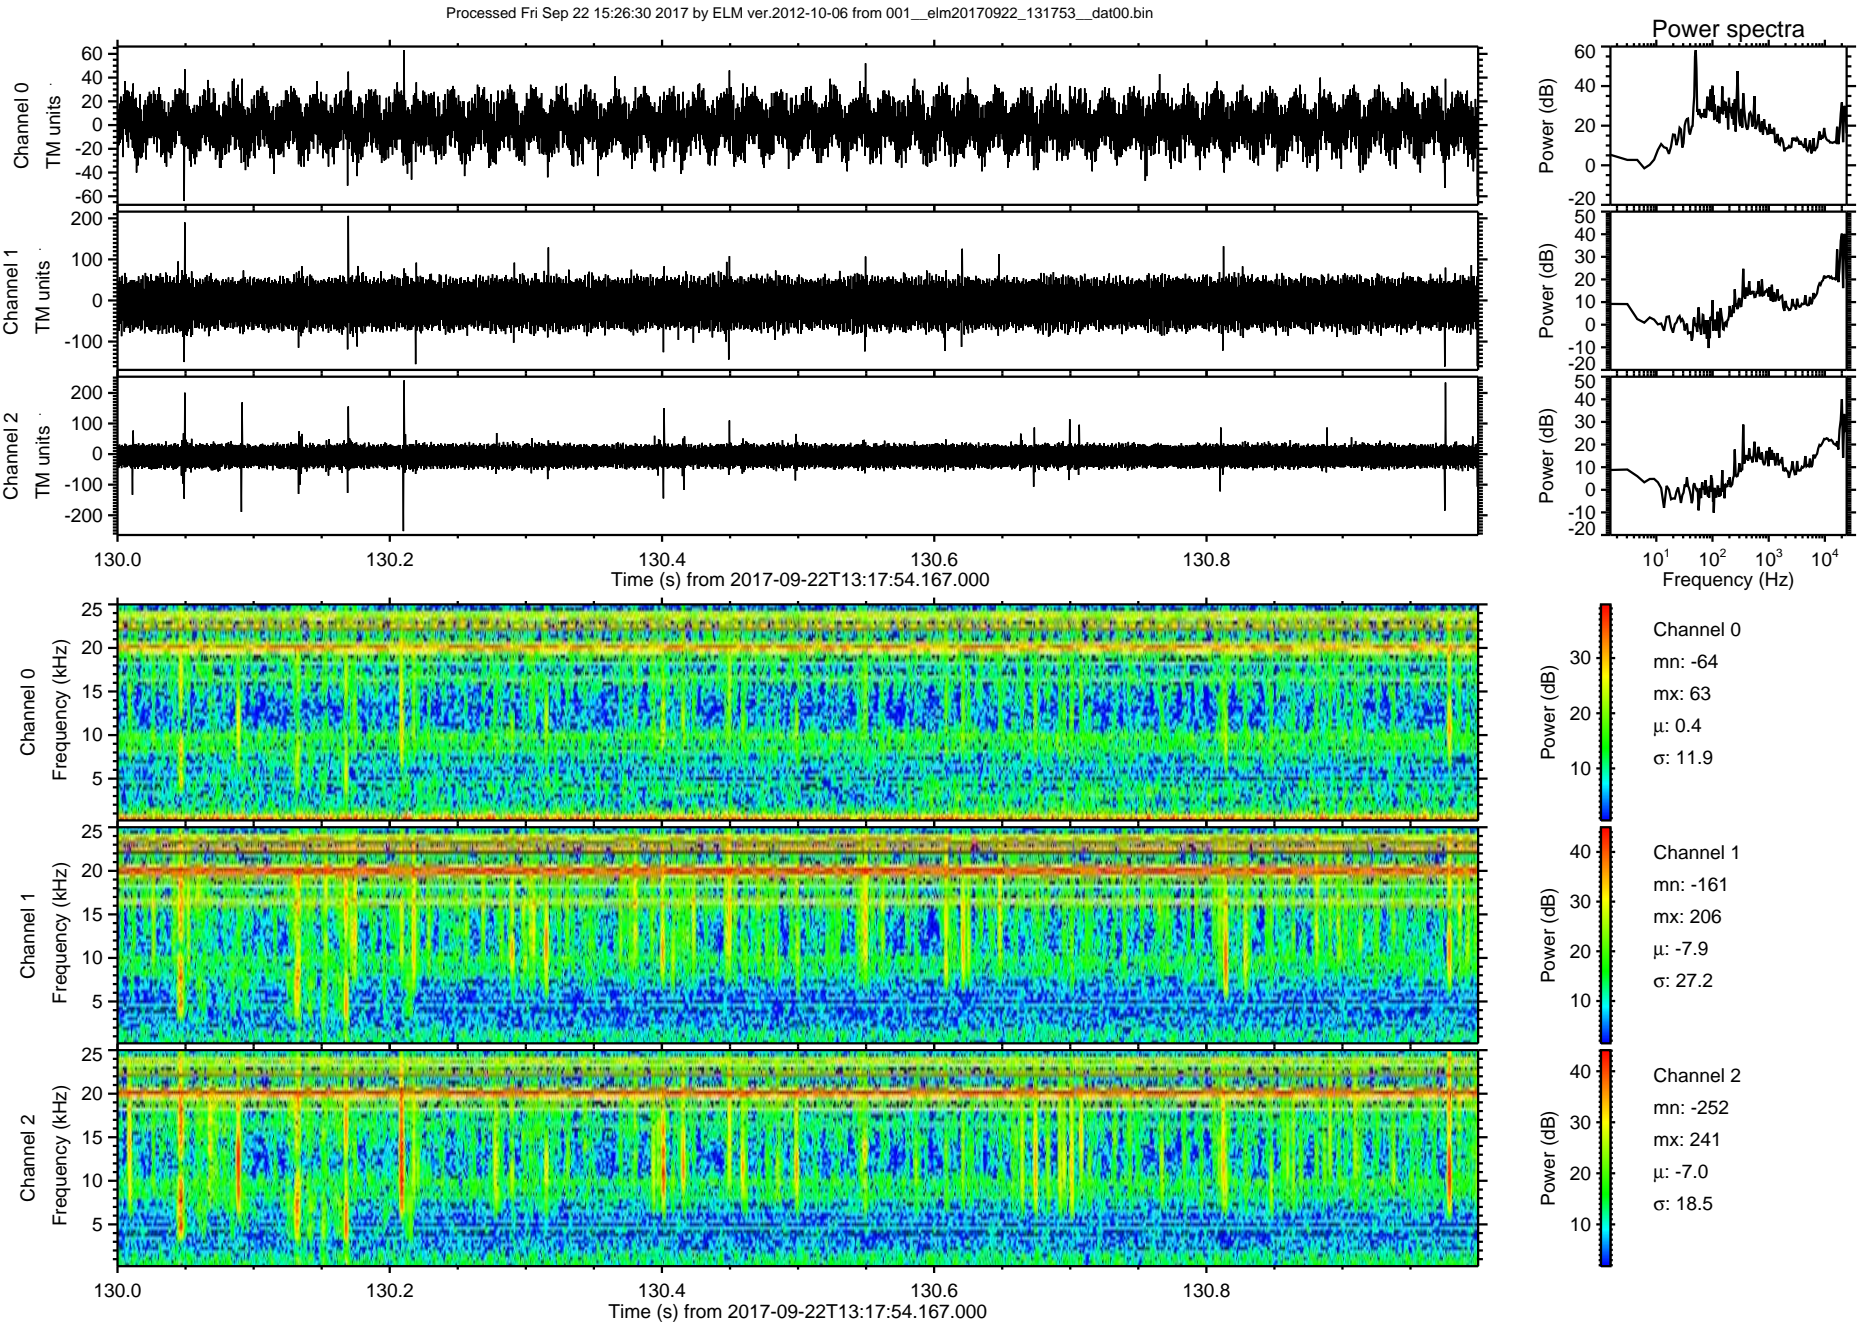 Processed Fri Sep 22 15:26:30 2017 by ELM ver.2012-10-06 from 001__elm20170922_131753__dat00.bin
Power spectra
Channel 0
TM units
60
40
20
0
-20
-40
-60
Power (dB)
60
40
20
0
-20
Channel 1
TM units
200
100
0
-100
Power (dB)
50
40
30
20
10
0
-10
-20
Channel 2
TM units
200
100
0
-100
-200
Power (dB)
50
40
30
20
10
0
-10
-20
130.0 130.2 130.4 130.6 130.8
Time (s) from 2017-09-22T13:17:54.167.000
10¹ 10² 10³ 10⁴
Frequency (Hz)
Channel 0
Frequency (kHz)
25
20
15
10
5
Power (dB)
30
20
10
Channel 0
mn: -64
mx: 63
μ: 0.4
σ: 11.9
Channel 1
Frequency (kHz)
25
20
15
10
5
Power (dB)
40
30
20
10
Channel 1
mn: -161
mx: 206
μ: -7.9
σ: 27.2
Channel 2
Frequency (kHz)
25
20
15
10
5
Power (dB)
40
30
20
10
Channel 2
mn: -252
mx: 241
μ: -7.0
σ: 18.5
130.0 130.2 130.4 130.6 130.8
Time (s) from 2017-09-22T13:17:54.167.000